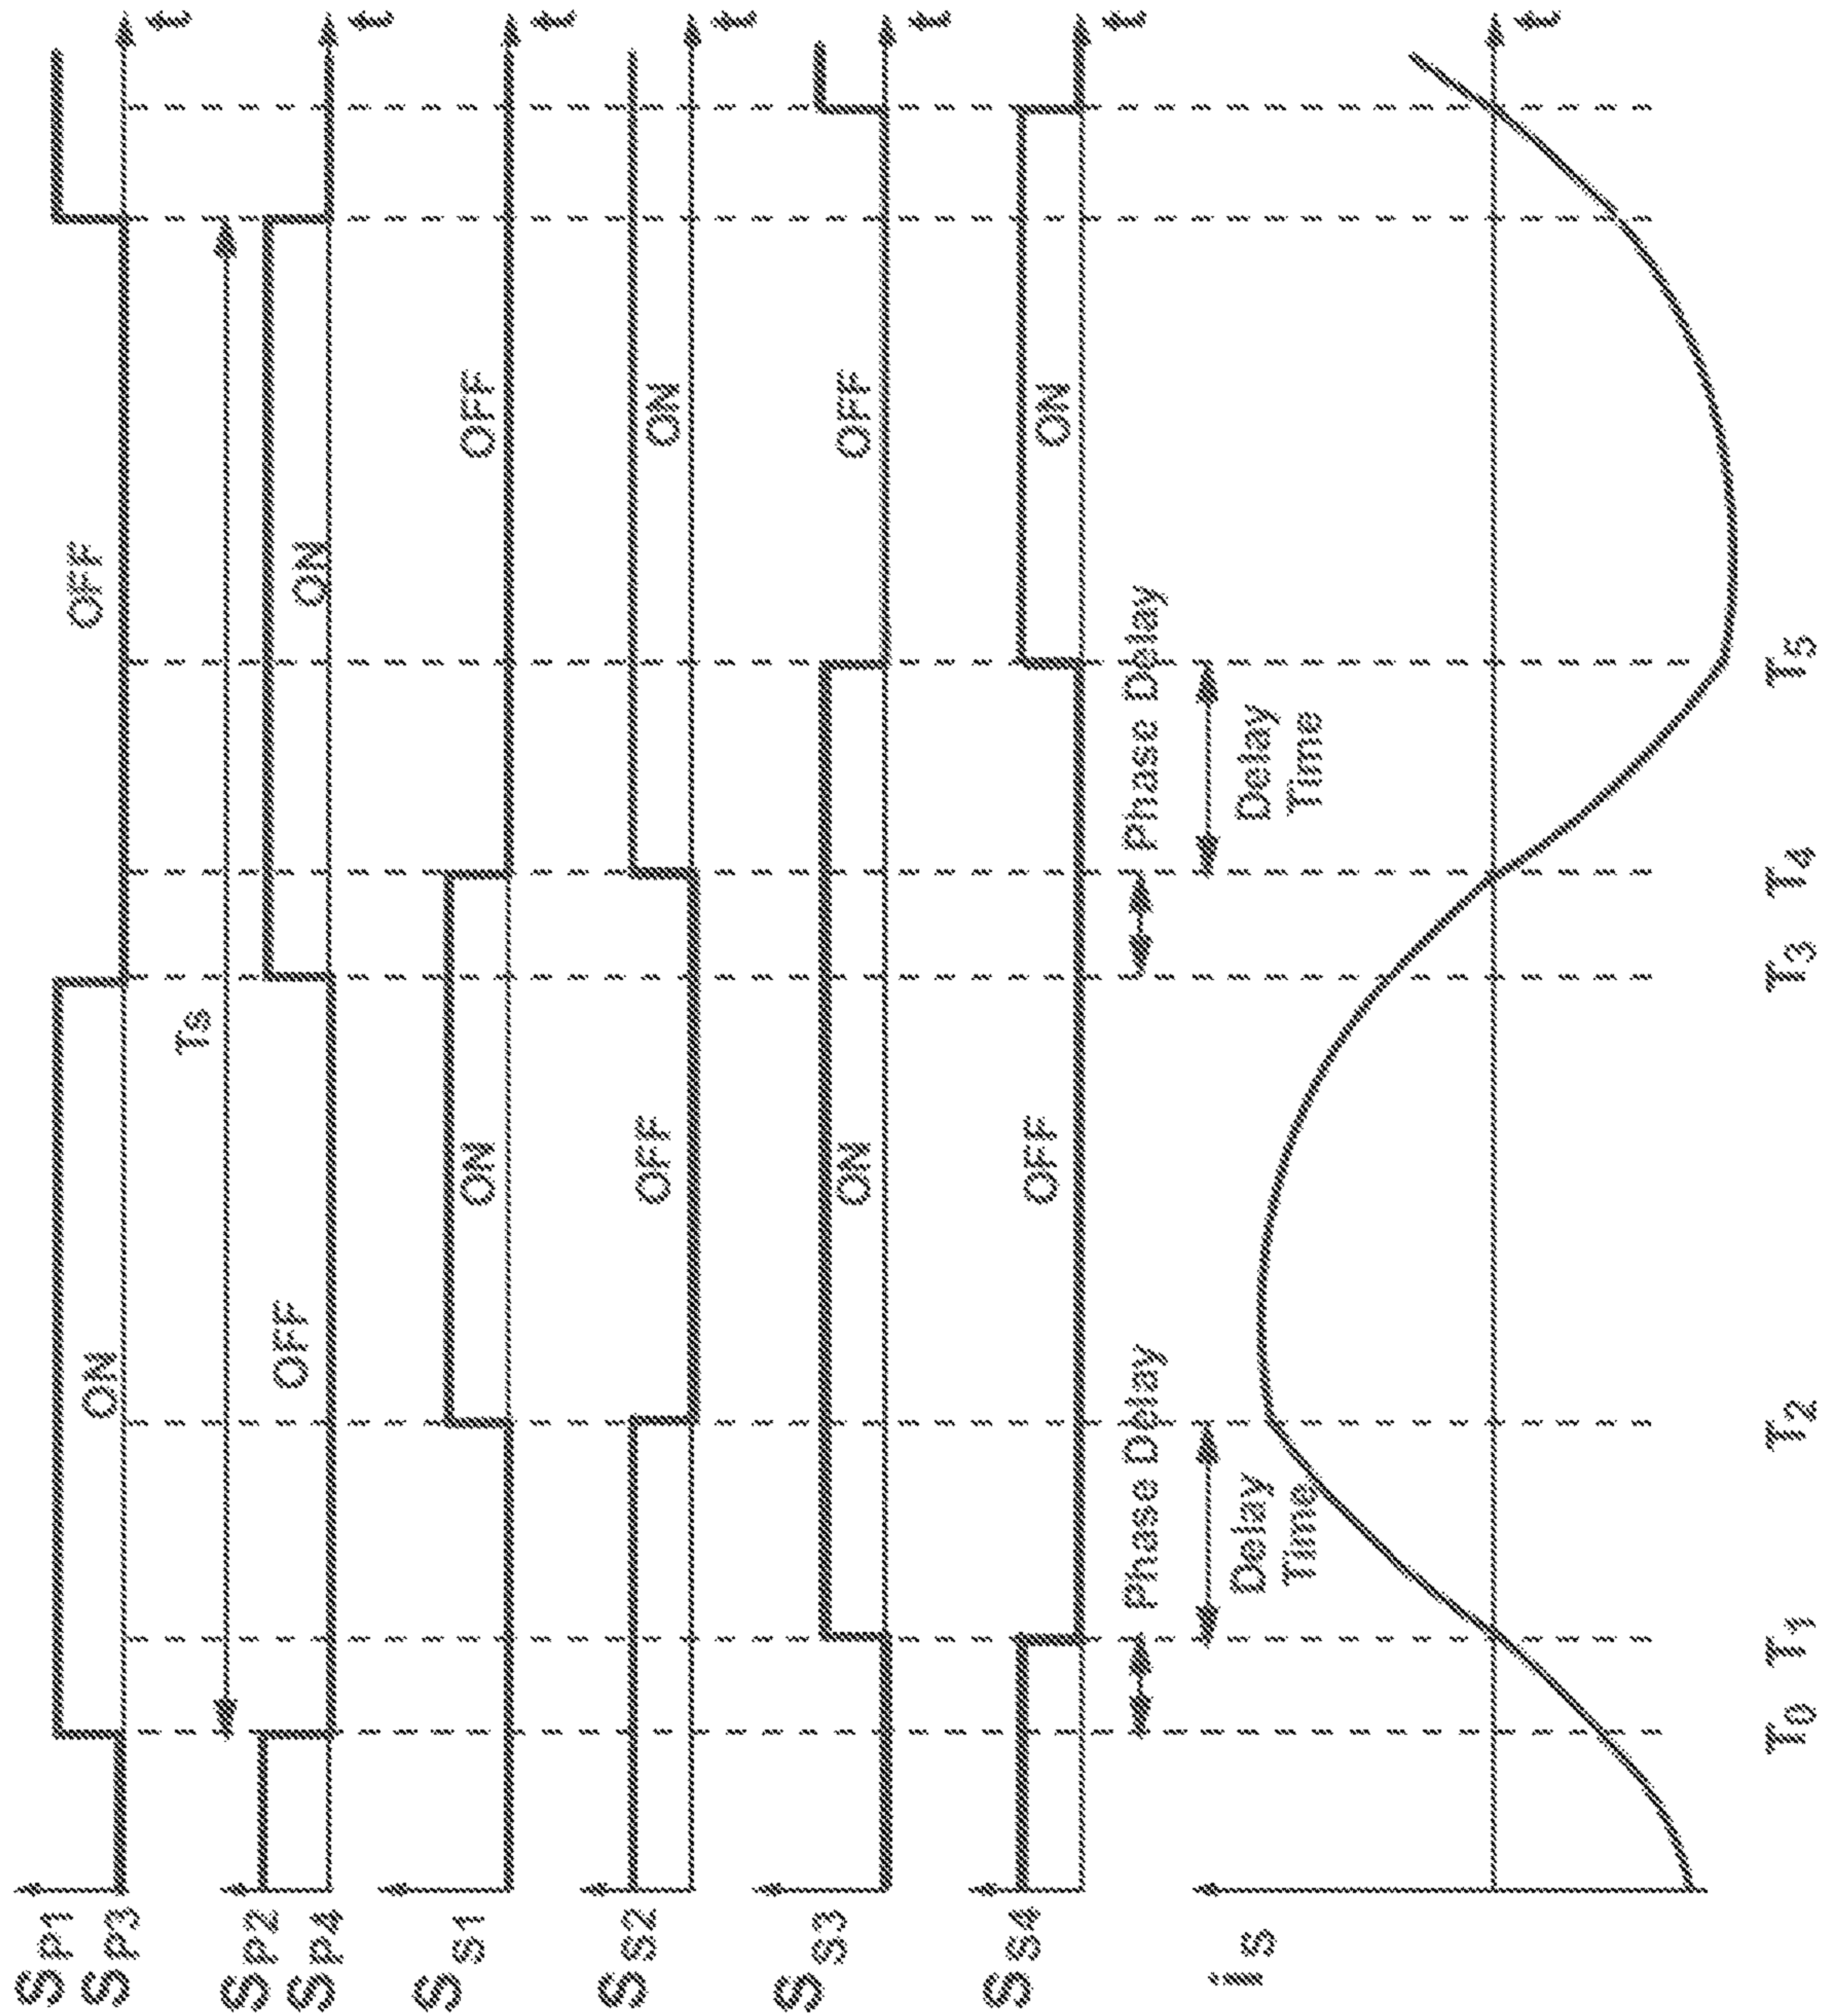 SP1
SP3
ON
OFF
t
Ts
SP2
SP4
OFF
ON
t
SS1
ON
OFF
t
SS2
OFF
ON
t
SS3
ON
OFF
t
SS4
OFF
ON
t
Phase Delay
Phase Delay
Delay
Time
Delay
Time
is
t
T0
T1
T2
T3
T4
T5